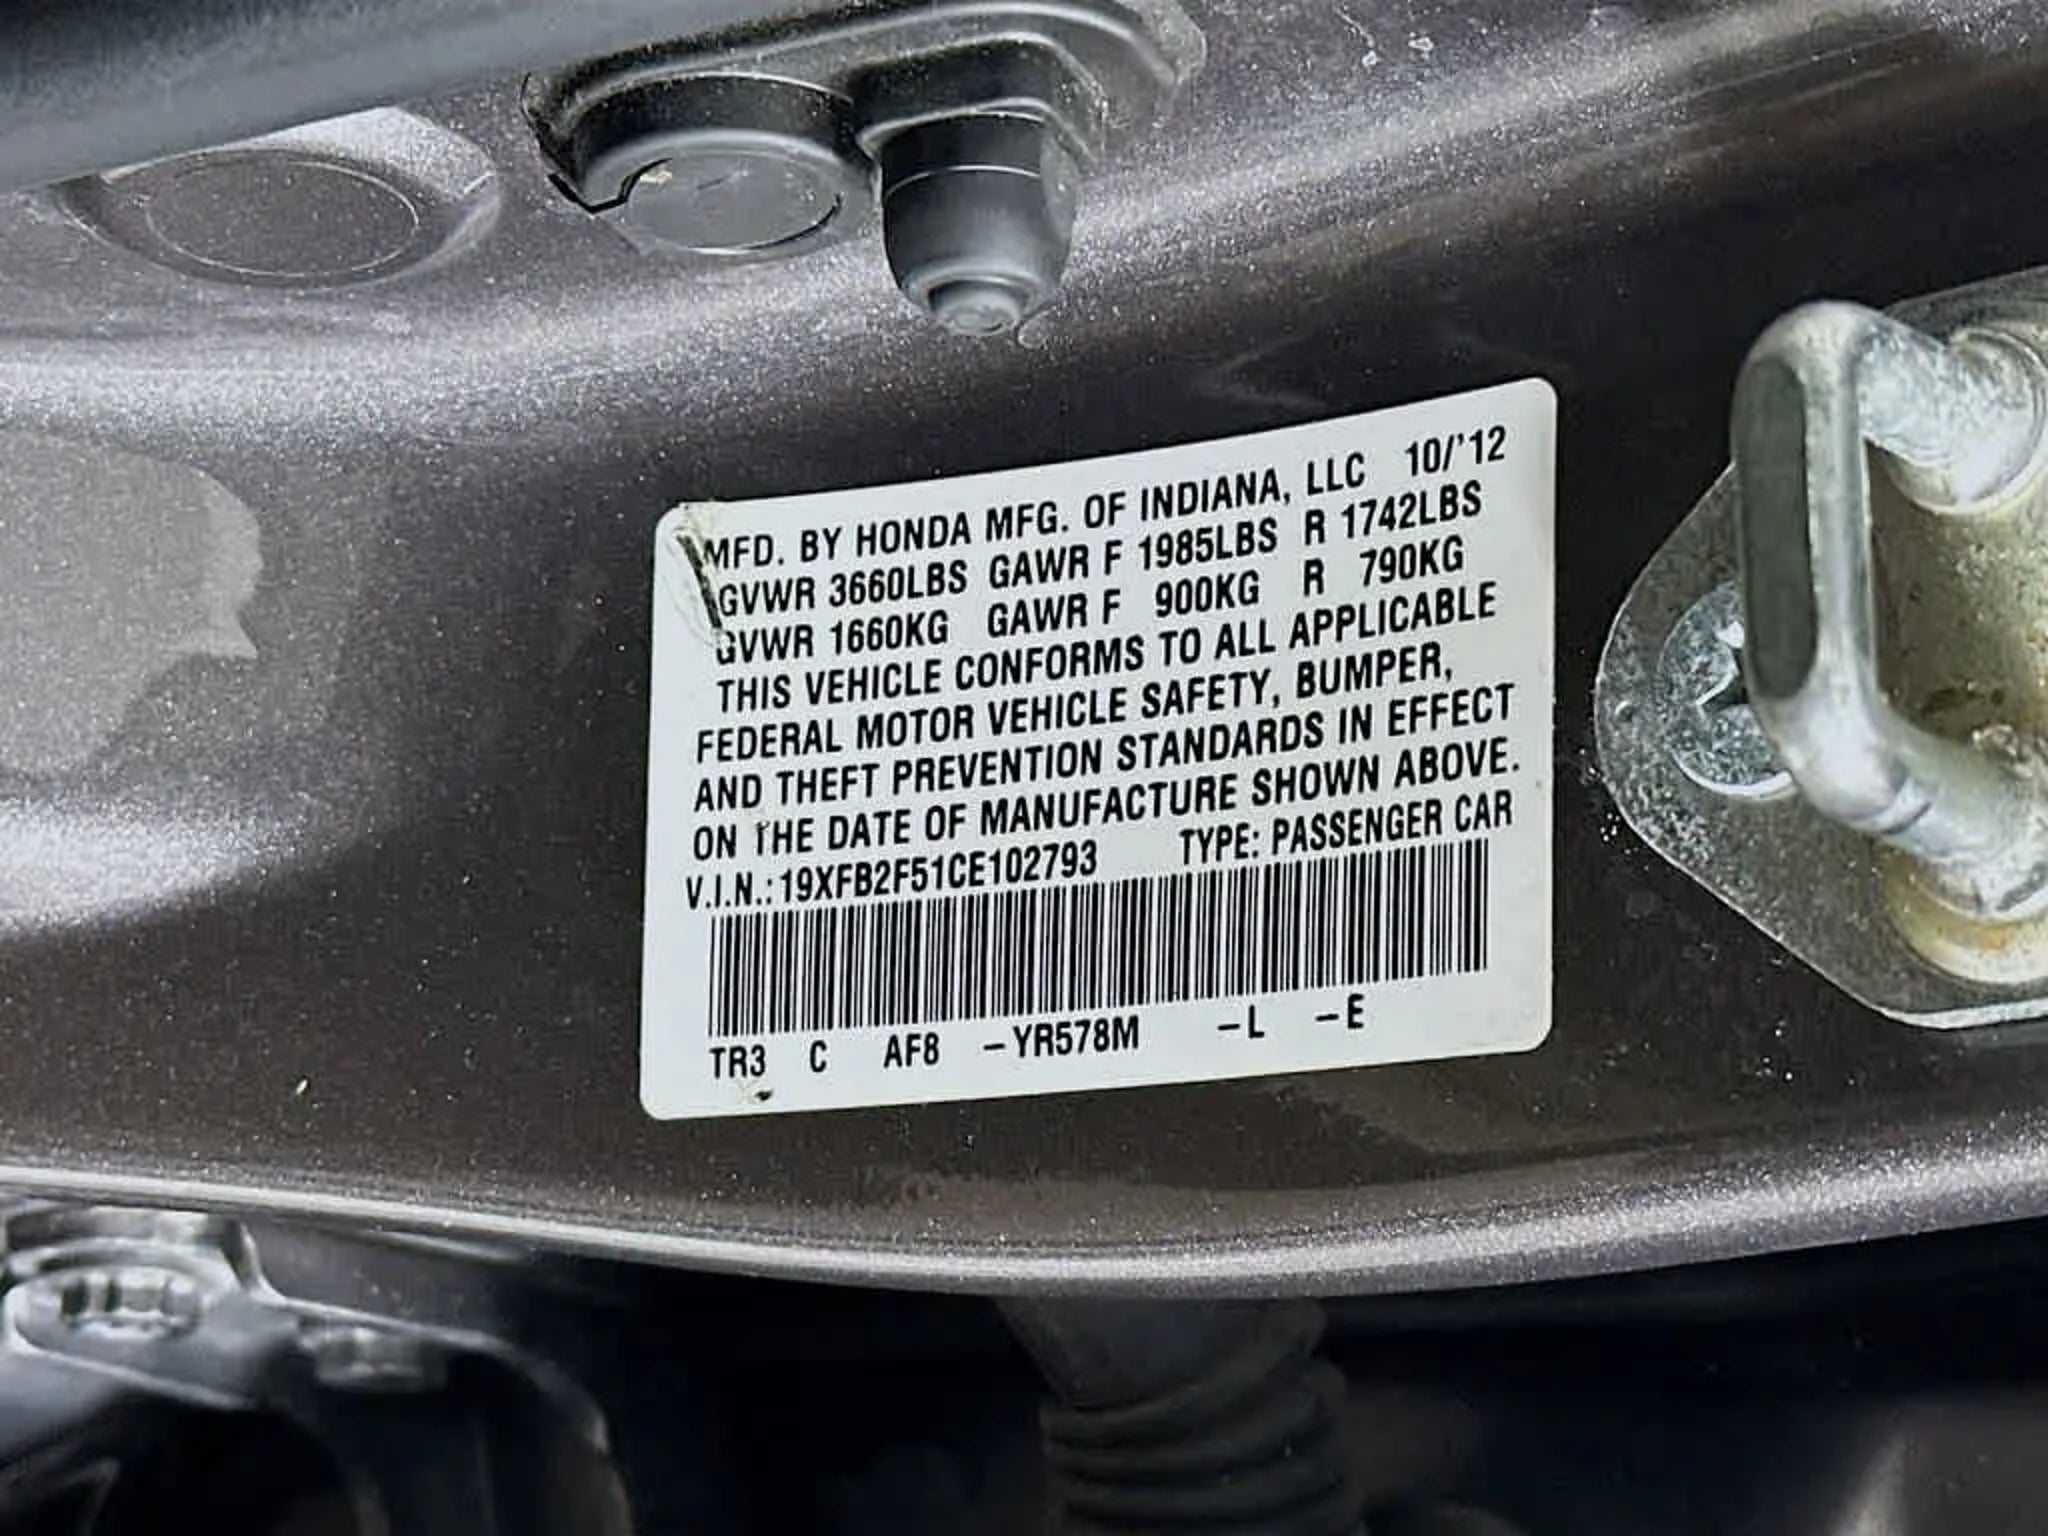 MFD. BY HONDA MFG. OF INDIANA, LLC 10/'12
GVWR 3660LBS GAWR F 1985LBS R 1742LBS
GVWR 1660KG GAWR F 900KG R 790KG
THIS VEHICLE CONFORMS TO ALL APPLICABLE
FEDERAL MOTOR VEHICLE SAFETY, BUMPER,
AND THEFT PREVENTION STANDARDS IN EFFECT
ON THE DATE OF MANUFACTURE SHOWN ABOVE.
V.I.N.: 19XFB2F51CE102793 TYPE: PASSENGER CAR
TR3 C AF8 –YR578M –L –E